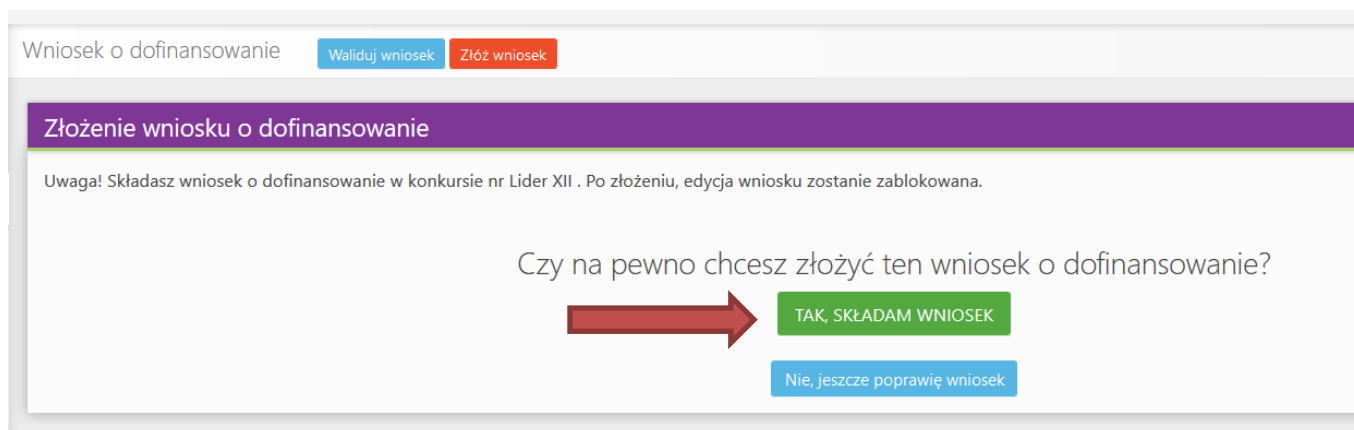 Wniosek o dofinansowanie Waliduj wniosek Złóż wniosek
Złożenie wniosku o dofinansowanie
Uwaga! Składasz wniosek o dofinansowanie w konkursie nr Lider XII . Po złożeniu, edycja wniosku zostanie zablokowana.
Czy na pewno chcesz złożyć ten wniosek o dofinansowanie?
TAK, SKŁADAM WNIOSEK
Nie, jeszcze poprawię wniosek